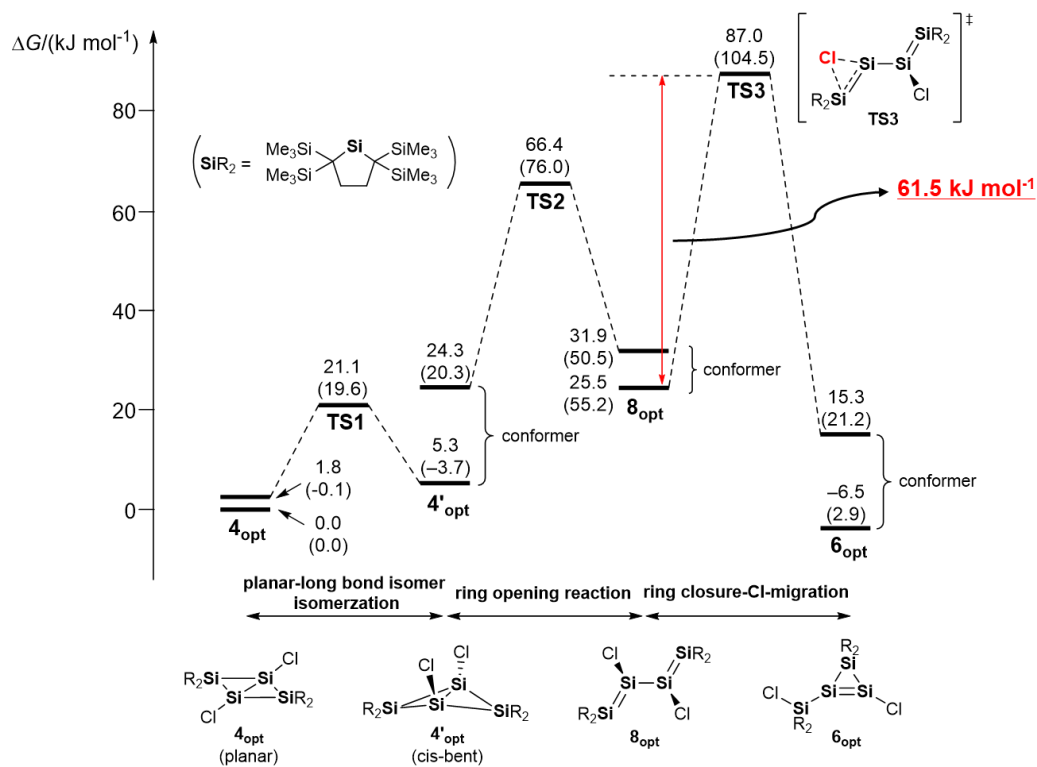 ΔG/(kJ mol-1)
80
60
40
20
0
(SiR2 =
Si
Me3Si
SiMe3
Me3Si
SiMe3
)
1.8
(-0.1)
0.0
(0.0)
4opt
21.1
(19.6)
TS1
24.3
(20.3)
5.3
(–3.7)
4'opt
conformer
66.4
(76.0)
TS2
31.9
(50.5)
25.5
(55.2)
8opt
conformer
87.0
(104.5)
TS3
61.5 kJ mol-1
‡
SiR2
Cl
Si
Si
R2Si
Cl
TS3
15.3
(21.2)
–6.5
(2.9)
6opt
conformer
planar-long bond isomer
isomerzation
ring opening reaction
ring closure-Cl-migration
Cl
R2Si
Si
Si
SiR2
Cl
4opt
(planar)
Cl
Cl
Si
R2Si
Si
SiR2
4'opt
(cis-bent)
Cl
SiR2
Si
Si
R2Si
Cl
8opt
R2
Si
Cl
Si
Si
Si
Cl
R2
6opt